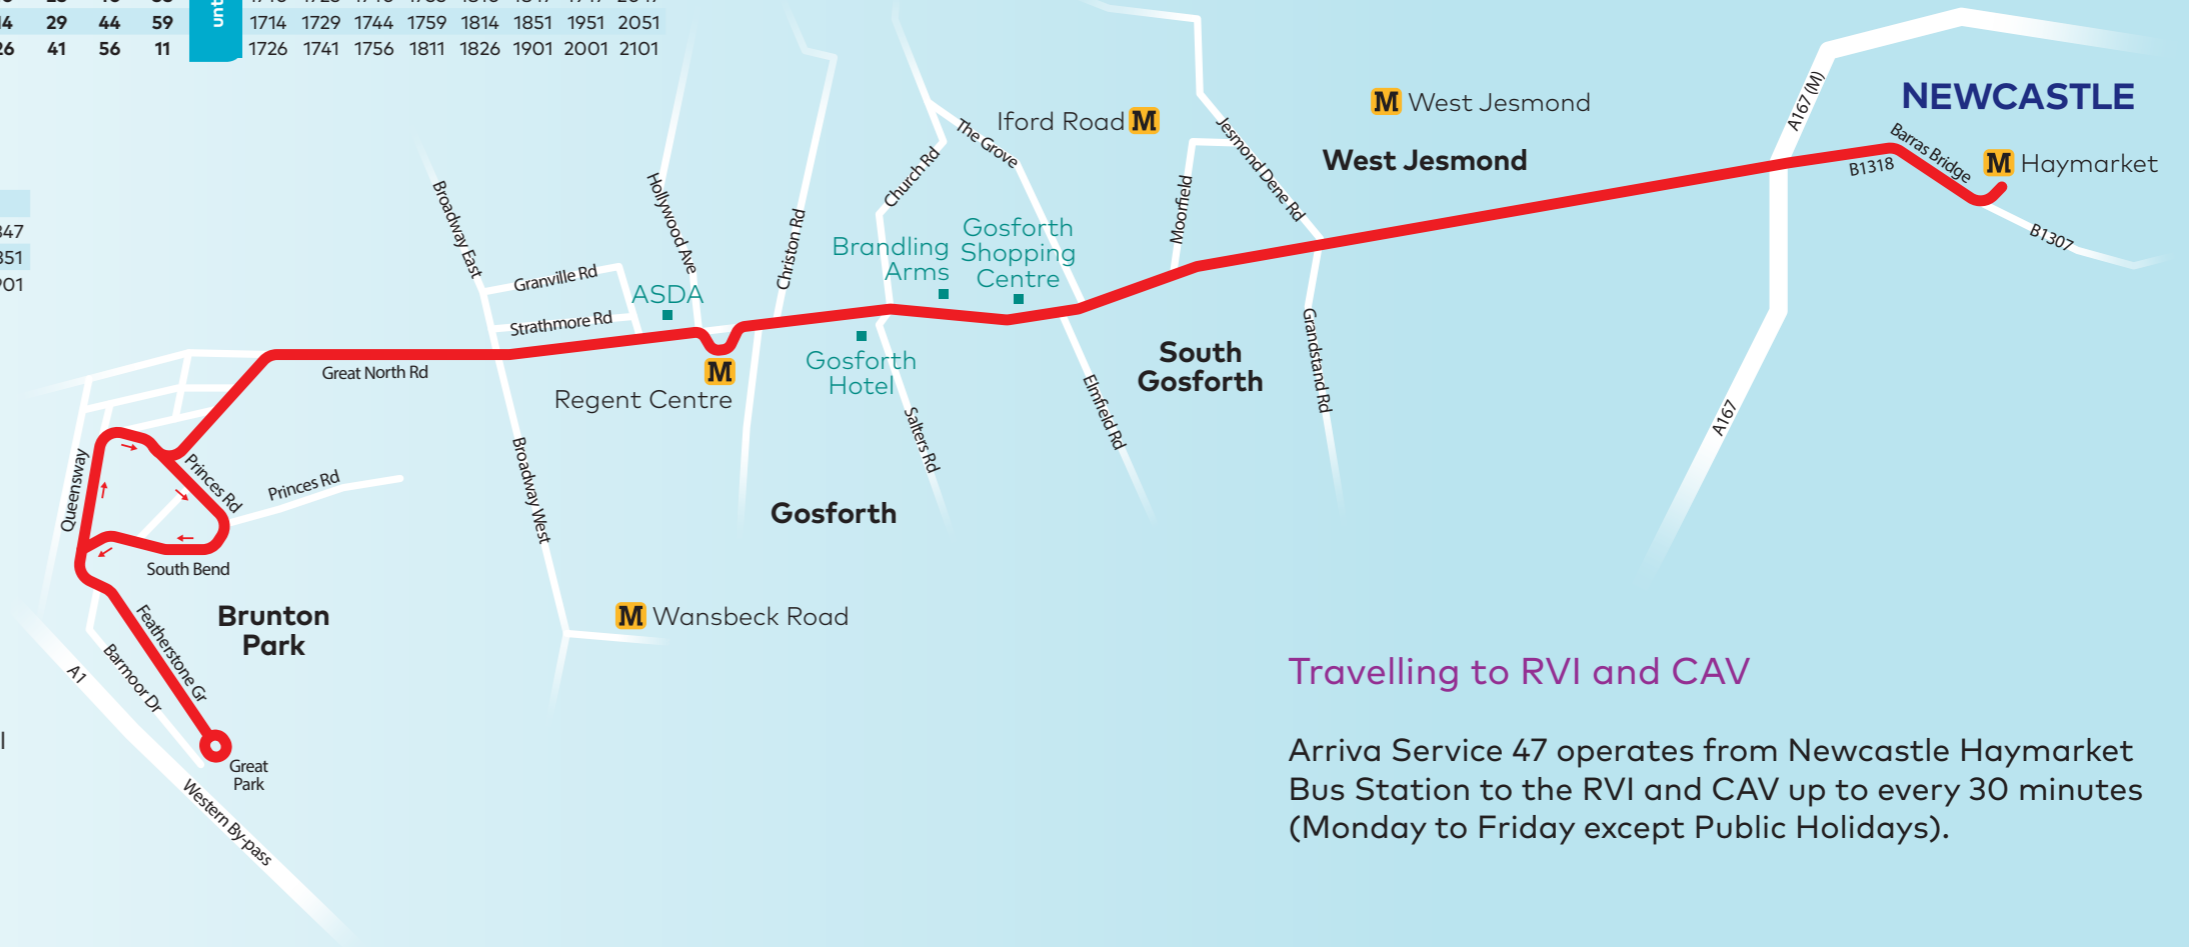 14 29 44 59 1714 1729 1744 1759 1814 1851 1951 2051
26 41 56 11 1726 1741 1756 1811 1826 1901 2001 2101
unt
347
351
901
NEWCASTLE
A167 (M)
Barras Bridge
B1318
M Haymarket
B1307
A167
M West Jesmond
West Jesmond
Iford Road M
Jesmond Dene Rd
Moorfield
Grandstand Rd
South
Gosforth
The Grove
Church Rd
Gosforth
Shopping
Centre
Brandling
Arms
Elmfield Rd
Gosforth
Hotel
Salters Rd
Christon Rd
Hollywood Ave
ASDA
M
Regent Centre
Gosforth
Broadway East
Granville Rd
Strathmore Rd
Great North Rd
Broadway West
M Wansbeck Road
Queensway
Princes Rd
Princes Rd
South Bend
Brunton
Park
Featherstone Gr
Barmoor Dr
A1
Great
Park
Western By-pass
Travelling to RVI and CAV
Arriva Service 47 operates from Newcastle Haymarket
Bus Station to the RVI and CAV up to every 30 minutes
(Monday to Friday except Public Holidays).